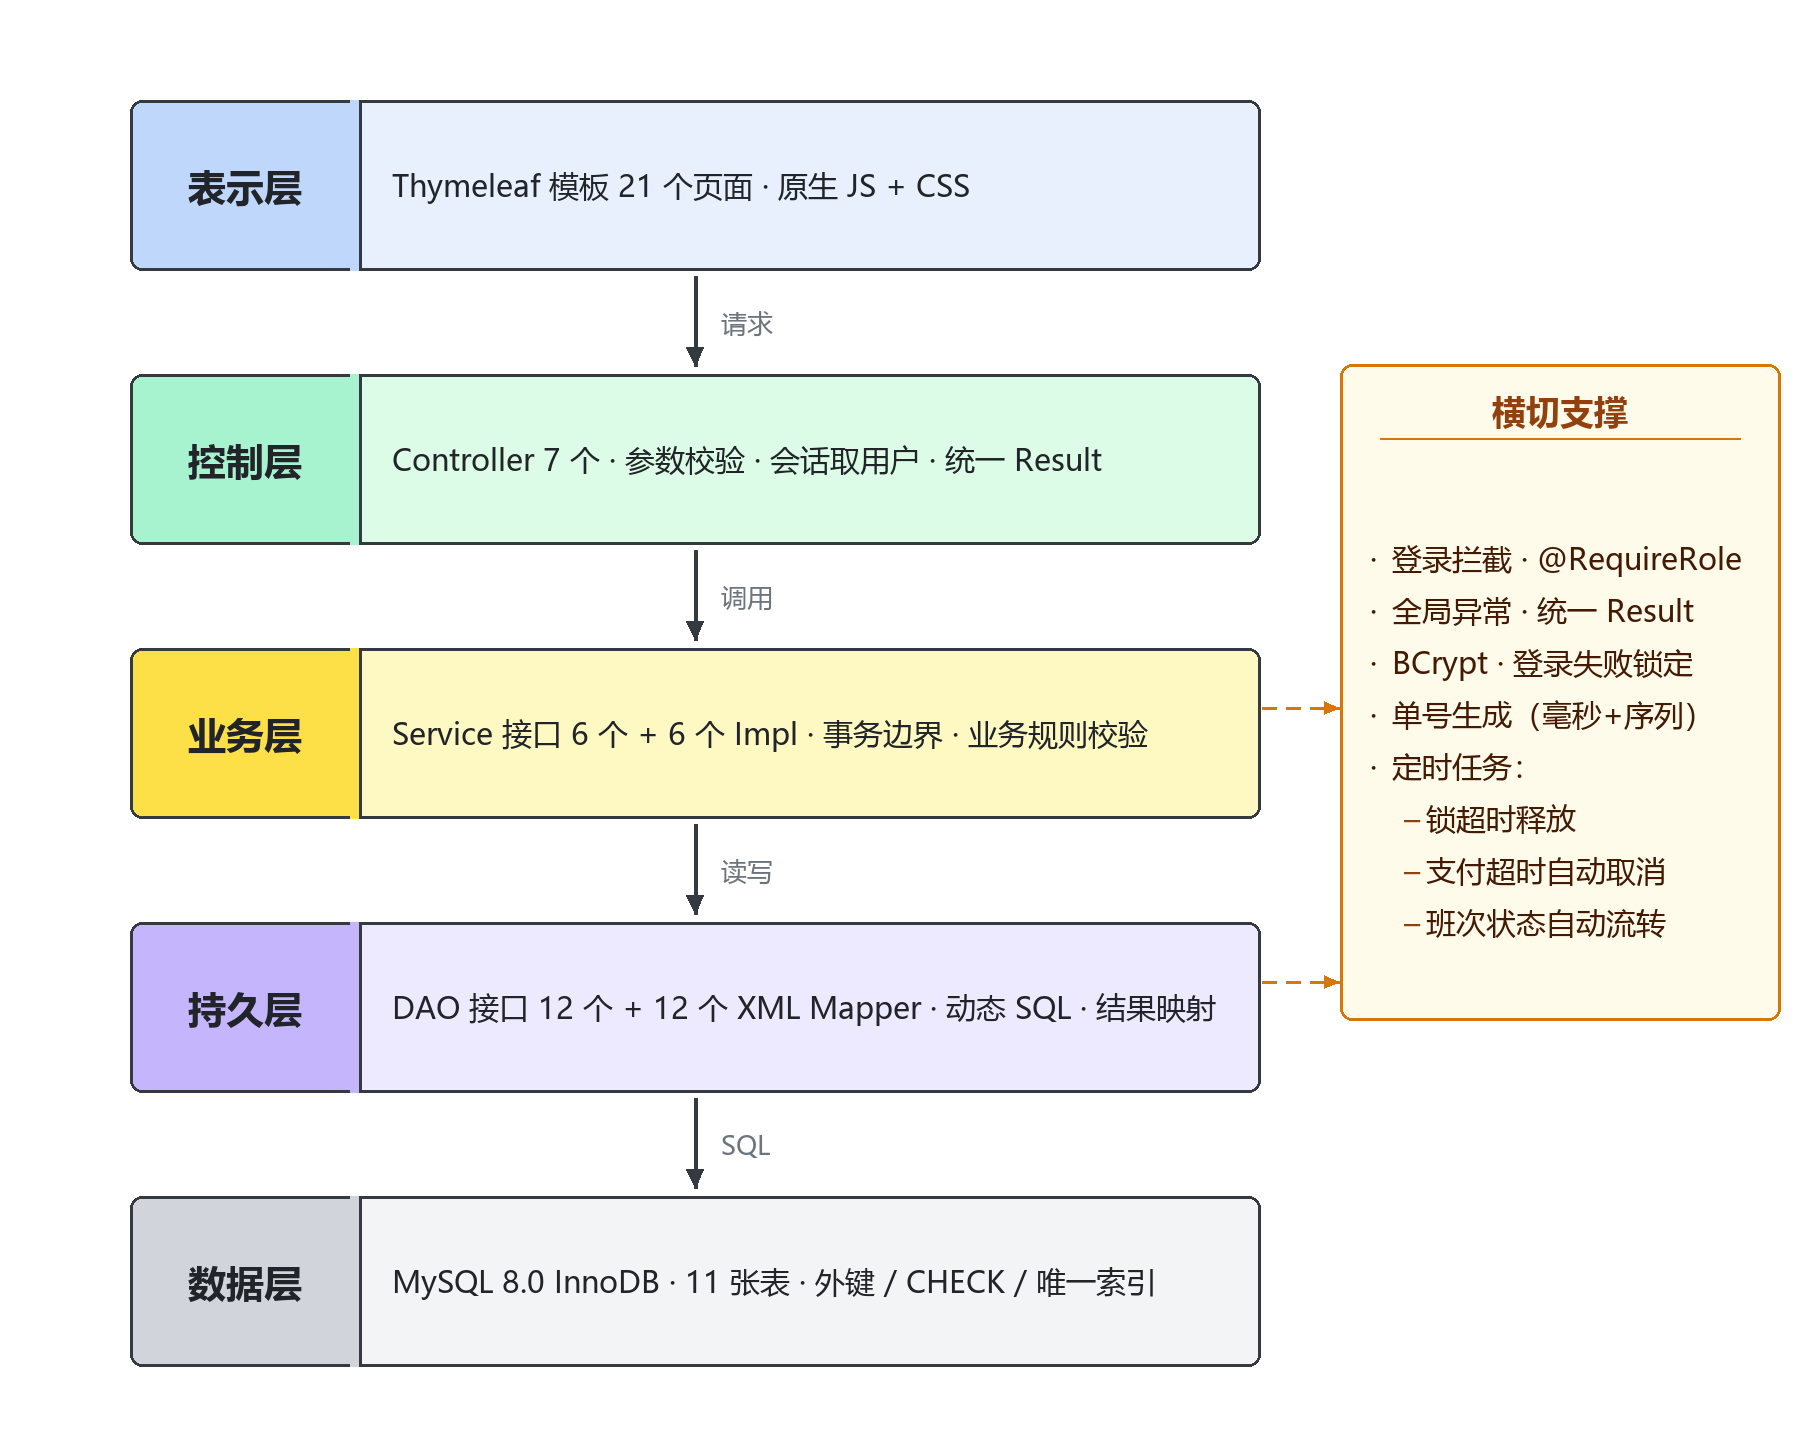 表示层
Thymeleaf 模板 21 个页面 · 原生 JS + CSS
请求
控制层
Controller 7 个 · 参数校验 · 会话取用户 · 统一 Result
调用
业务层
Service 接口 6 个 + 6 个 Impl · 事务边界 · 业务规则校验
读写
持久层
DAO 接口 12 个 + 12 个 XML Mapper · 动态 SQL · 结果映射
SQL
数据层
MySQL 8.0 InnoDB · 11 张表 · 外键 / CHECK / 唯一索引
横切支撑
· 登录拦截 · @RequireRole
· 全局异常 · 统一 Result
· BCrypt · 登录失败锁定
· 单号生成（毫秒+序列）
· 定时任务：
– 锁超时释放
– 支付超时自动取消
– 班次状态自动流转